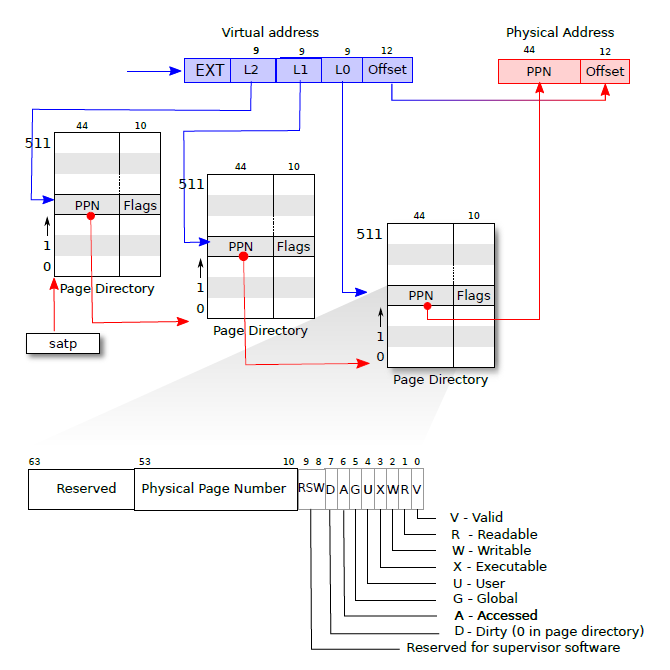 Virtual address
Physical Address
9 9 9 12
44 12
EXT L2 L1 L0 Offset
PPN Offset
44 10
511
PPN Flags
1
0
Page Directory
satp
44 10
511
PPN Flags
1
0
Page Directory
44 10
511
PPN Flags
1
0
Page Directory
63 53 10 9 8 7 6 5 4 3 2 1 0
Reserved Physical Page Number RSW D A G U X W R V
V - Valid
R - Readable
W - Writable
X - Executable
U - User
G - Global
A - Accessed
D - Dirty (0 in page directory)
Reserved for supervisor software